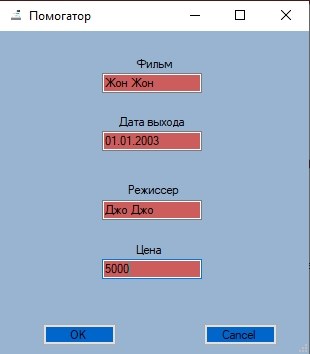 Помогатор
Фильм
Жон Жон
Дата выхода
01.01.2003
Режиссер
Джо Джо
Цена
5000
OK
Cancel